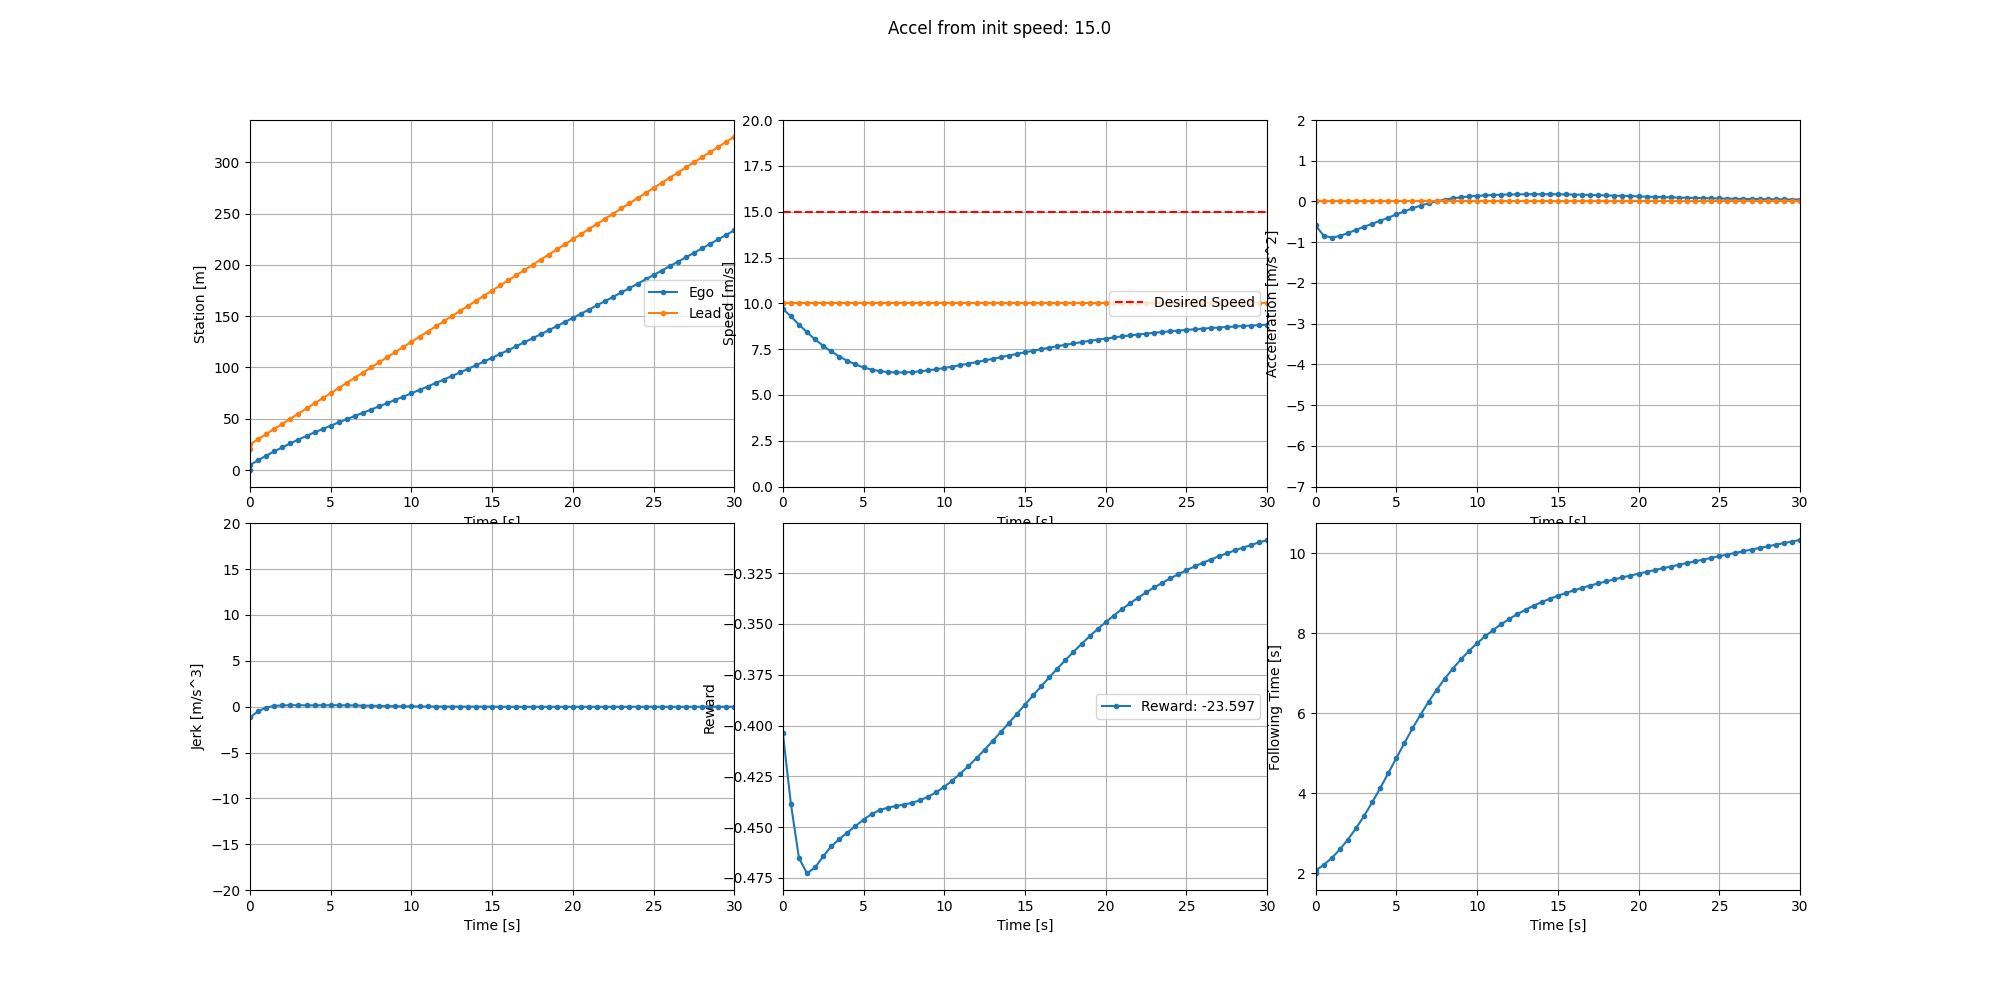 Accel from init speed: 15.0
Station [m]
300
250
200
150
100
50
0
0 5 10 15 20 25 30
Time [s]
Ego
Lead
Speed [m/s]
20.0
17.5
15.0
12.5
10.0
7.5
5.0
2.5
0.0
0 5 10 15 20 25 30
Time [s]
Desired Speed
Acceleration [m/s^2]
2
1
0
−1
−2
−3
−4
−5
−6
−7
0 5 10 15 20 25 30
Time [s]
Jerk [m/s^3]
20
15
10
5
0
−5
−10
−15
−20
0 5 10 15 20 25 30
Time [s]
Reward
−0.325
−0.350
−0.375
−0.400
−0.425
−0.450
−0.475
0 5 10 15 20 25 30
Time [s]
Reward: -23.597
Following Time [s]
10
8
6
4
2
0 5 10 15 20 25 30
Time [s]